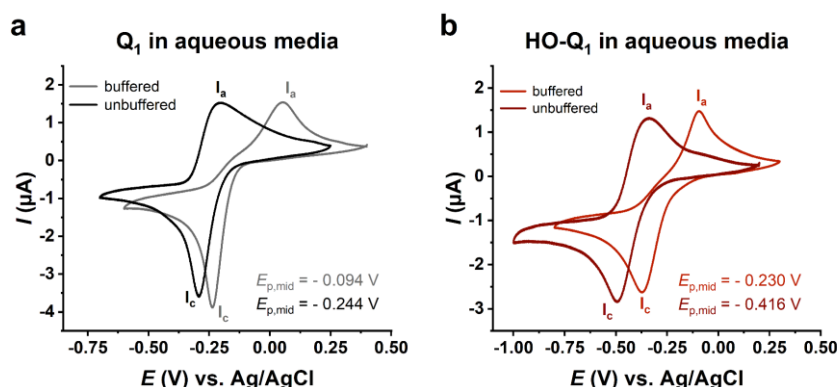 a
Q₁ in aqueous media
buffered
unbuffered
Iₐ
Iₐ
I (µA)
2
1
0
-1
-2
-3
-4
I꜀
I꜀
Eₚ,mid = - 0.094 V
Eₚ,mid = - 0.244 V
-0.75
-0.50
-0.25
0.00
0.25
0.50
E (V) vs. Ag/AgCl
b
HO-Q₁ in aqueous media
buffered
unbuffered
Iₐ
Iₐ
I (µA)
2
1
0
-1
-2
-3
I꜀
I꜀
Eₚ,mid = - 0.230 V
Eₚ,mid = - 0.416 V
-1.00
-0.75
-0.50
-0.25
0.00
0.25
0.50
E (V) vs. Ag/AgCl